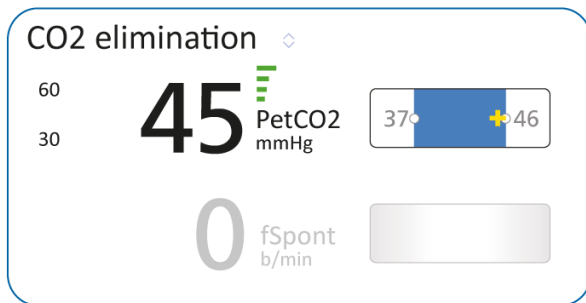 CO2 elimination
60
30
45 PetCO2
mmHg
37 46
0 fSpont
b/min